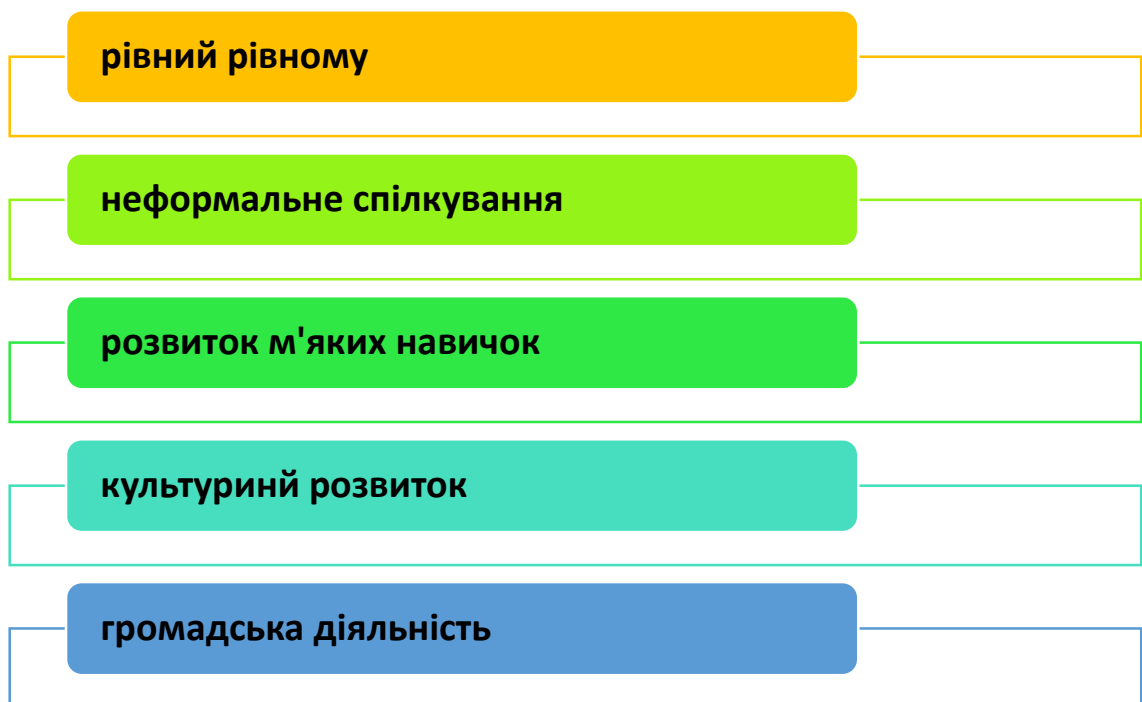 рівний рівному
неформальне спілкування
розвиток м'яких навичок
культуринй розвиток
громадська діяльність